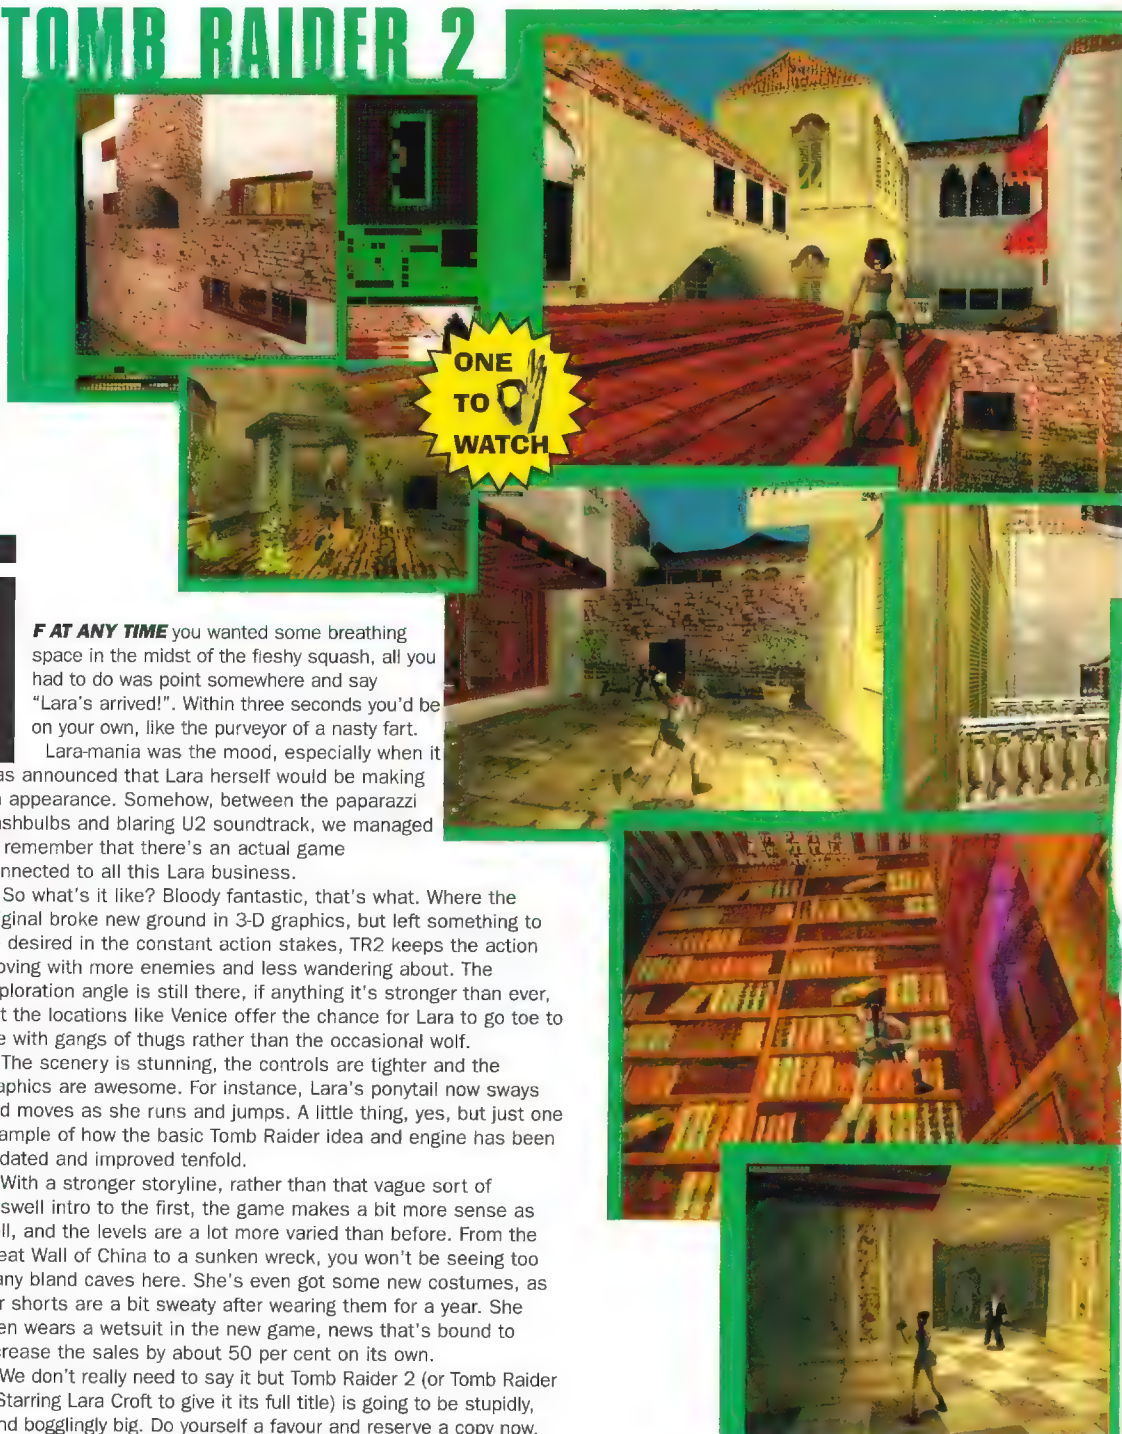 TOMB RAIDER 2
ONE
TO
WATCH
IF AT ANY TIME you wanted some breathing
space in the midst of the fleshy squash, all you
had to do was point somewhere and say
"Lara's arrived!". Within three seconds you'd be
on your own, like the purveyor of a nasty fart.
Lara-mania was the mood, especially when it
as announced that Lara herself would be making
appearance. Somehow, between the paparazzi
ashbulbs and blaring U2 soundtrack, we managed
remember that there's an actual game
nnected to all this Lara business.
So what's it like? Bloody fantastic, that's what. Where the
iginal broke new ground in 3-D graphics, but left something to
desired in the constant action stakes, TR2 keeps the action
oving with more enemies and less wandering about. The
ploration angle is still there, if anything it's stronger than ever,
t the locations like Venice offer the chance for Lara to go toe to
e with gangs of thugs rather than the occasional wolf.
The scenery is stunning, the controls are tighter and the
aphics are awesome. For instance, Lara's ponytail now sways
d moves as she runs and jumps. A little thing, yes, but just one
ample of how the basic Tomb Raider idea and engine has been
dated and improved tenfold.
With a stronger storyline, rather than that vague sort of
swell intro to the first, the game makes a bit more sense as
ll, and the levels are a lot more varied than before. From the
eat Wall of China to a sunken wreck, you won't be seeing too
any bland caves here. She's even got some new costumes, as
r shorts are a bit sweaty after wearing them for a year. She
en wears a wetsuit in the new game, news that's bound to
crease the sales by about 50 per cent on its own.
We don't really need to say it but Tomb Raider 2 (or Tomb Raider
Starring Lara Croft to give it its full title) is going to be stupidly,
nd bogglingly big. Do yourself a favour and reserve a copy now.